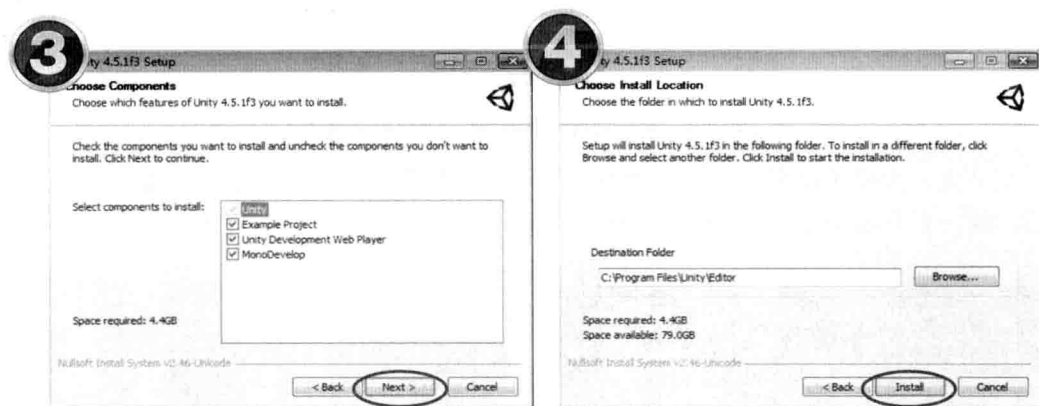 3
ity 4.5.1f3 Setup
Choose Components
Choose which features of Unity 4.5.1f3 you want to install.
Check the components you want to install and uncheck the components you don't want to
install. Click Next to continue.
Select components to install:
Unity
Example Project
Unity Development Web Player
MonoDevelop
Space required: 4.4GB
Nullsoft Install System v2.46-Unicode
< Back
Next >
Cancel
4
ty 4.5.1f3 Setup
Choose Install Location
Choose the folder in which to install Unity 4.5.1f3.
Setup will install Unity 4.5.1f3 in the following folder. To install in a different folder, click
Browse and select another folder. Click Install to start the installation.
Destination Folder
C:\Program Files\Unity\Editor
Browse...
Space required: 4.4GB
Space available: 79.0GB
Nullsoft Install System v2.46-Unicode
< Back
Install
Cancel